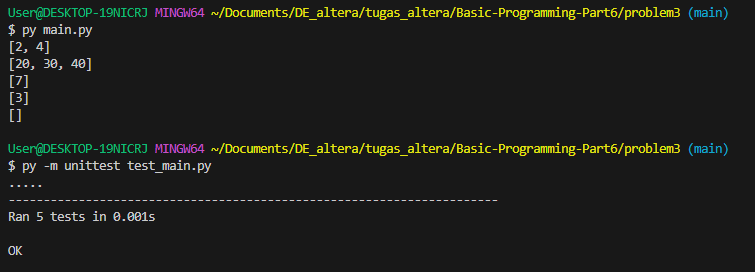 User@DESKTOP-19NICRJ MINGW64 ~/Documents/DE_altera/tugas_altera/Basic-Programming-Part6/problem3 (main)
$ py main.py
[2, 4]
[20, 30, 40]
[7]
[3]
[]
User@DESKTOP-19NICRJ MINGW64 ~/Documents/DE_altera/tugas_altera/Basic-Programming-Part6/problem3 (main)
$ py -m unittest test_main.py
.....
----------------------------------------------------------------------
Ran 5 tests in 0.001s
OK